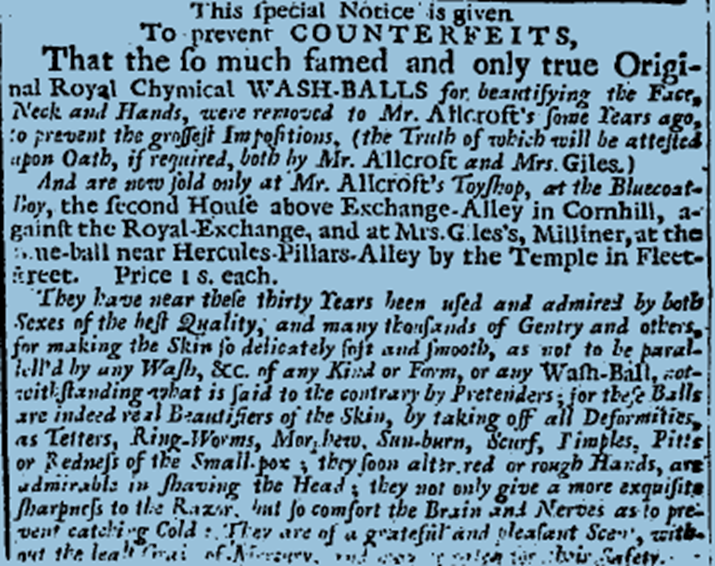 This ſpecial Notice is given
To prevent COUNTERFEITS,
That the ſo much famed and only true Origi-
nal Royal Chymical WASH-BALLS for beautifying the Face,
Neck and Hands, were removed to Mr. Allcroft's ſome Years ago,
to prevent the groſſeſt Impoſitions, (the Truth of which will be atteſted
upon Oath, if required, both by Mr. Allcroft and Mrs. Giles.)
And are now ſold only at Mr. Allcroft's Toyſhop, at the Bluecoat-
Boy, the ſecond Houſe above Exchange-Alley in Cornhill, a-
gainſt the Royal-Exchange, and at Mrs. Giles's, Milliner, at the
ue-ball near Hercules-Pillars-Alley by the Temple in Fleet-
ſtreet. Price 1 s. each.
They have near theſe thirty Years been uſed and admired by both
Sexes of the beſt Quality, and many thouſands of Gentry and others,
for making the Skin ſo delicately ſoft and ſmooth, as not to be paral-
lell'd by any Waſh, &c. of any Kind or Form, or any Waſh-Ball, not-
withſtanding what is ſaid to the contrary by Pretenders; for theſe Balls
are indeed real Beautifiers of the Skin, by taking off all Deformities,
as Tetters, Ring-Worms, Morphew, Sun-burn, Scurf, Pimples, Pitts
or Redneſs of the Small-pox; they ſoon alter red or rough Hands, are
admirable in ſhaving the Head; they not only give a more exquiſite
ſharpneſs to the Razor, but ſo comfort the Brain and Nerves as to pre-
vent catching Cold: They are of a grateful and pleaſant Scent, with-
out the leaſt Grain of Mercury, their Safety.